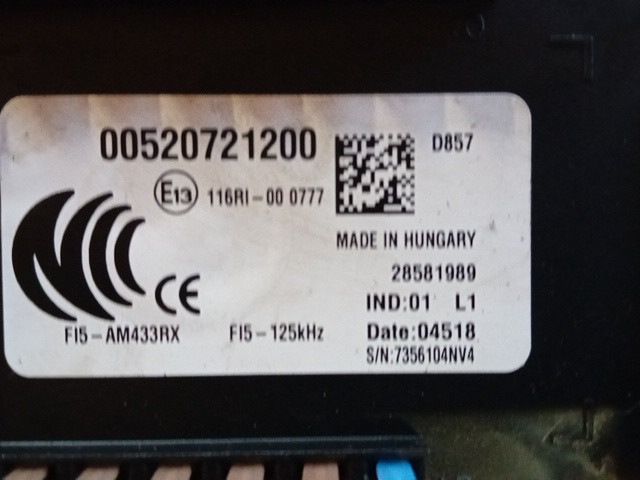 00520721200
D857
E13 116RI-00 0777
MADE IN HUNGARY
28581989
CE
IND:01 L1
FI5-AM433RX FI5-125kHz Date:04518
S/N:7356104NV4